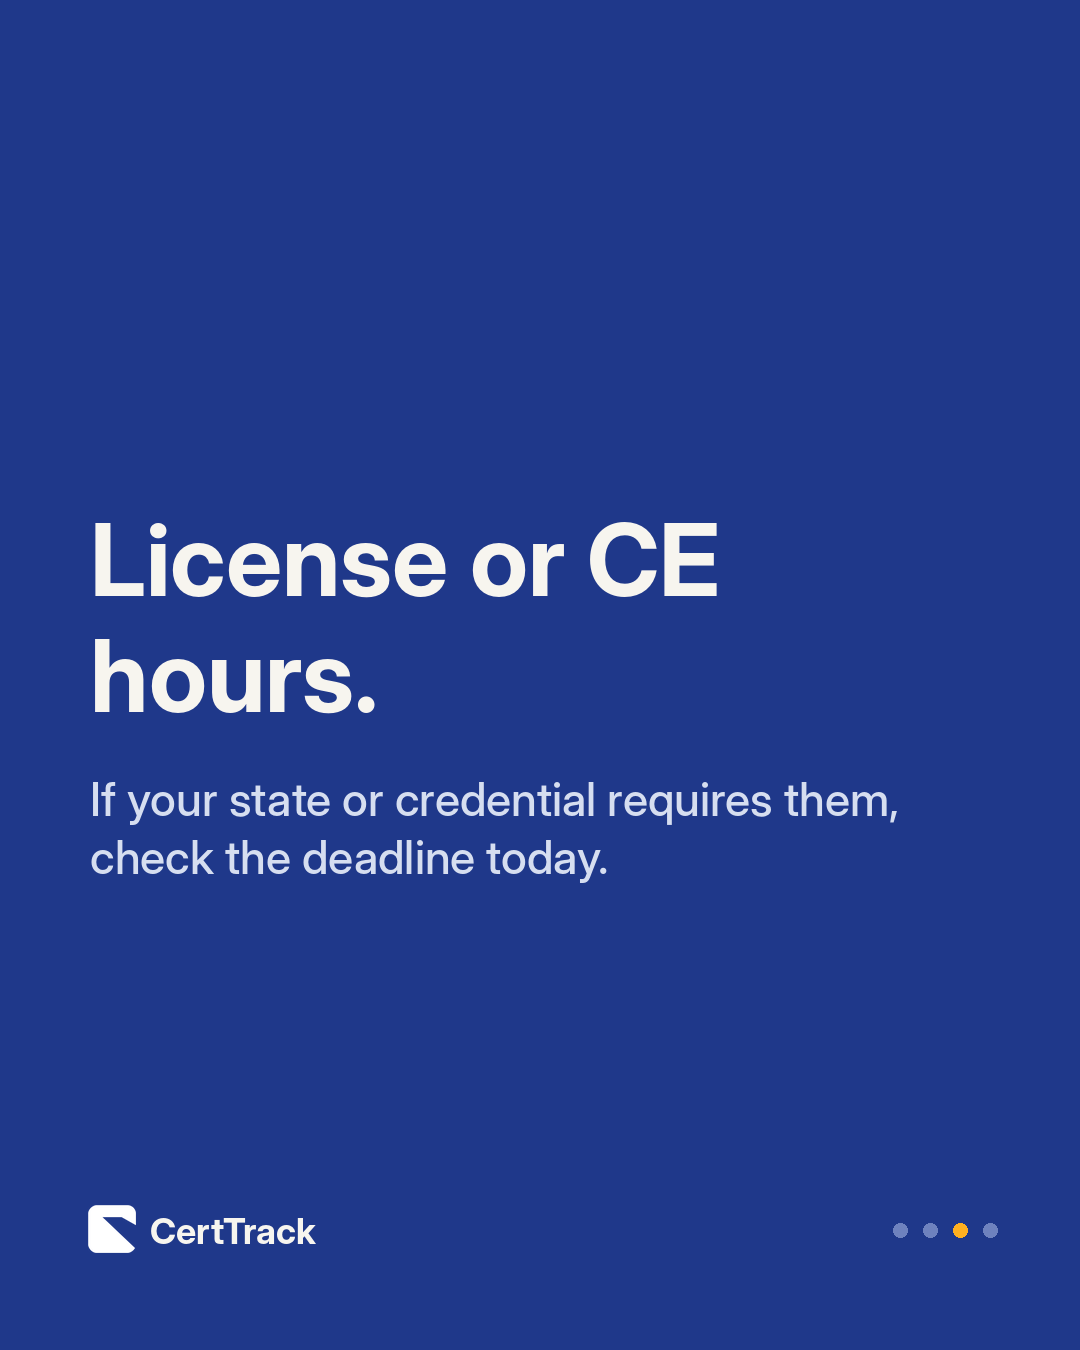 License or CE
hours.
If your state or credential requires them,
check the deadline today.
CertTrack